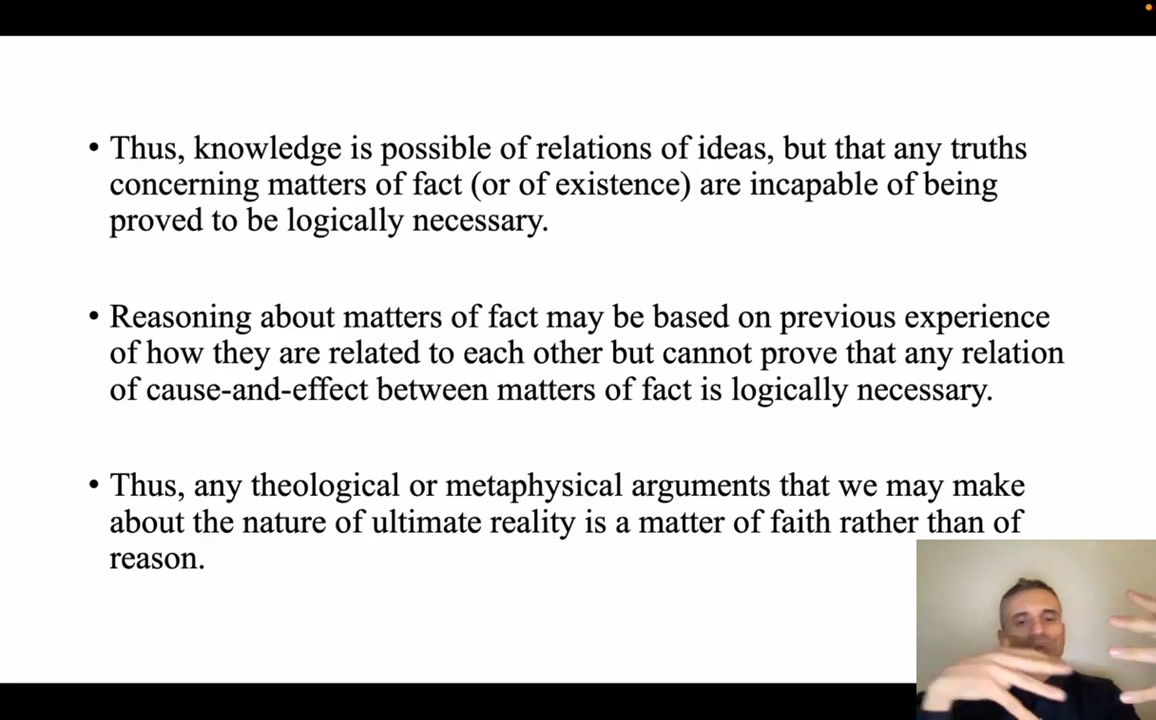 • Thus, knowledge is possible of relations of ideas, but that any truths
concerning matters of fact (or of existence) are incapable of being
proved to be logically necessary.
• Reasoning about matters of fact may be based on previous experience
of how they are related to each other but cannot prove that any relation
of cause-and-effect between matters of fact is logically necessary.
• Thus, any theological or metaphysical arguments that we may make
about the nature of ultimate reality is a matter of faith rather than of
reason.